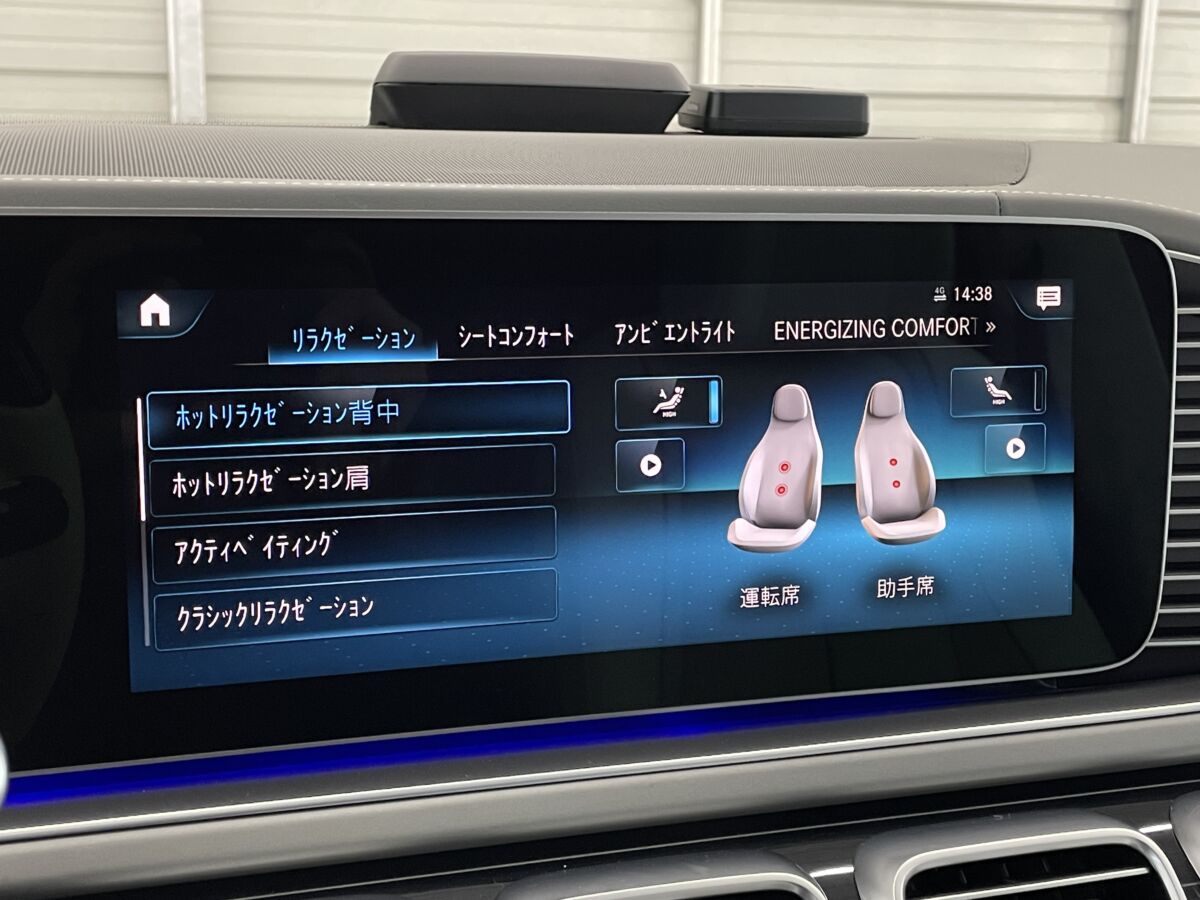 4G 14:38
リラクゼーション シートコンフォート アンビエントライト ENERGIZING COMFORT »
ホットリラクゼーション背中
ホットリラクゼーション肩
アクティベイティング
クラシックリラクゼーション
HIGH
HIGH
運転席
助手席